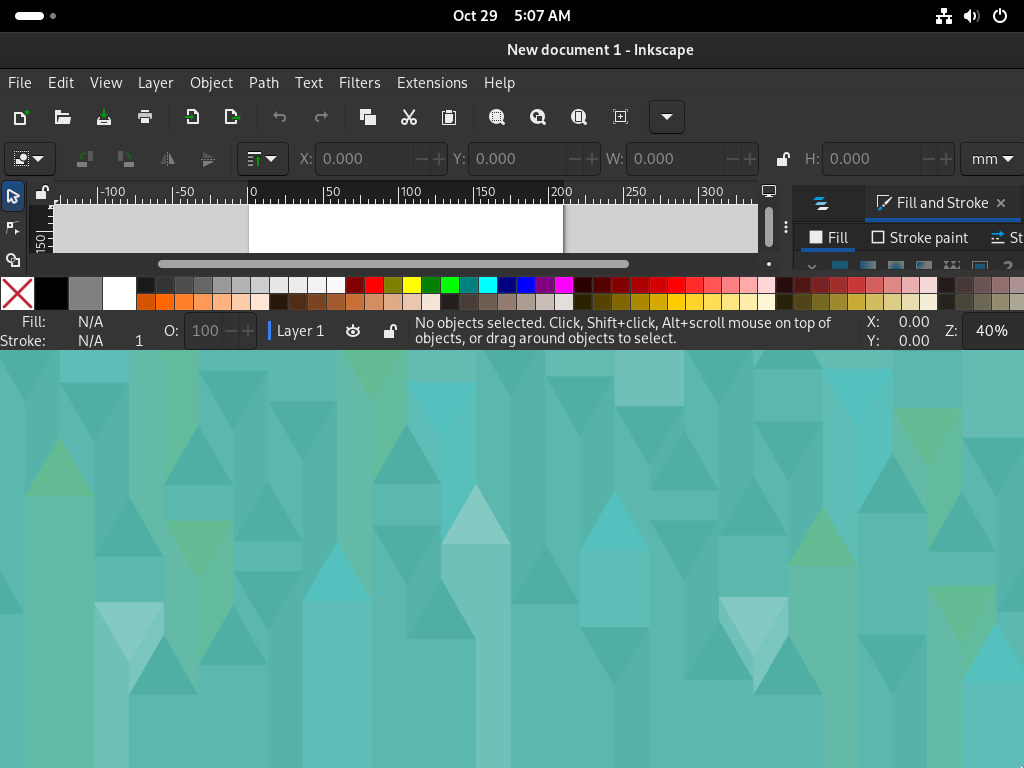 Oct 29 5:07 AM
New document 1 - Inkscape
File Edit View Layer Object Path Text Filters Extensions Help
X: 0.000 Y: 0.000 W: 0.000 H: 0.000 mm
-100 -50 0 50 100 150 200 250 300
Fill and Stroke
150
Fill Stroke paint St
Fill: N/A
Stroke: N/A 1
O: 100
Layer 1
No objects selected. Click, Shift+click, Alt+scroll mouse on top of
objects, or drag around objects to select.
X: 0.00
Y: 0.00
Z: 40%